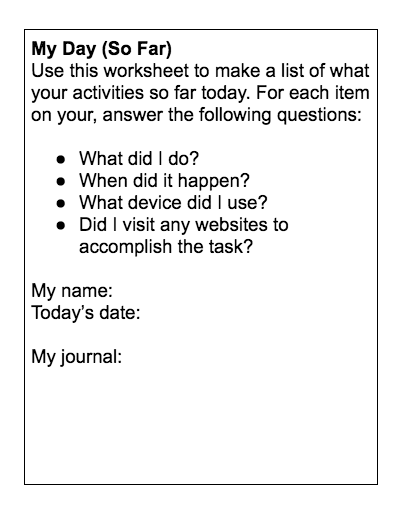 My Day (So Far)
Use this worksheet to make a list of what
your activities so far today. For each item
on your, answer the following questions:
● What did I do?
● When did it happen?
● What device did I use?
● Did I visit any websites to
accomplish the task?
My name:
Today’s date:
My journal: